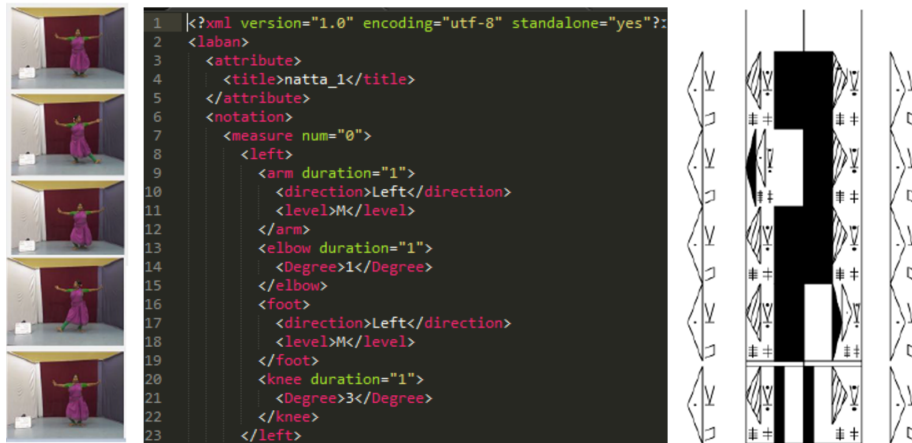 1 <?xml version="1.0" encoding="utf-8" standalone="yes"?>
2 <laban>
3 <attribute>
4 <title>natta_1</title>
5 </attribute>
6 <notation>
7 <measure num="0">
8 <left>
9 <arm duration="1">
10 <direction>Left</direction>
11 <level>M</level>
12 </arm>
13 <elbow duration="1">
14 <Degree>1</Degree>
15 </elbow>
16 <foot>
17 <direction>Left</direction>
18 <level>M</level>
19 </foot>
20 <knee duration="1">
21 <Degree>3</Degree>
22 </knee>
23 </left>